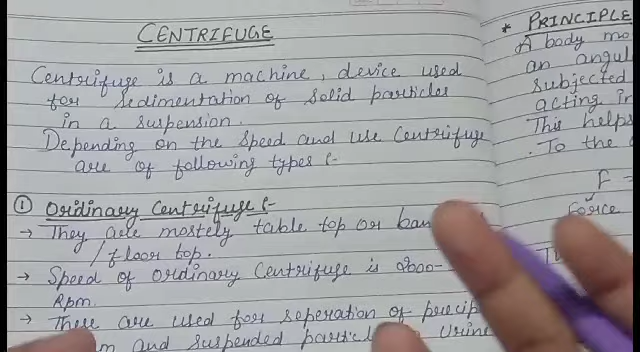 CENTRIFUGE
Centrifuge is a machine, device used
for sedimentation of solid particles
in a suspension.
Depending on the speed and use centrifuge
are of following types :-
① Ordinary Centrifuge :-
→ They are mostely table top or
/ floor top.
→ Speed of ordinary Centrifuge is 2000-
Rpm.
→ These are used for seperation of
and suspended Urine
* PRINCIPLE
A body
an
subjected
acting
This helps
To the
F =
Force